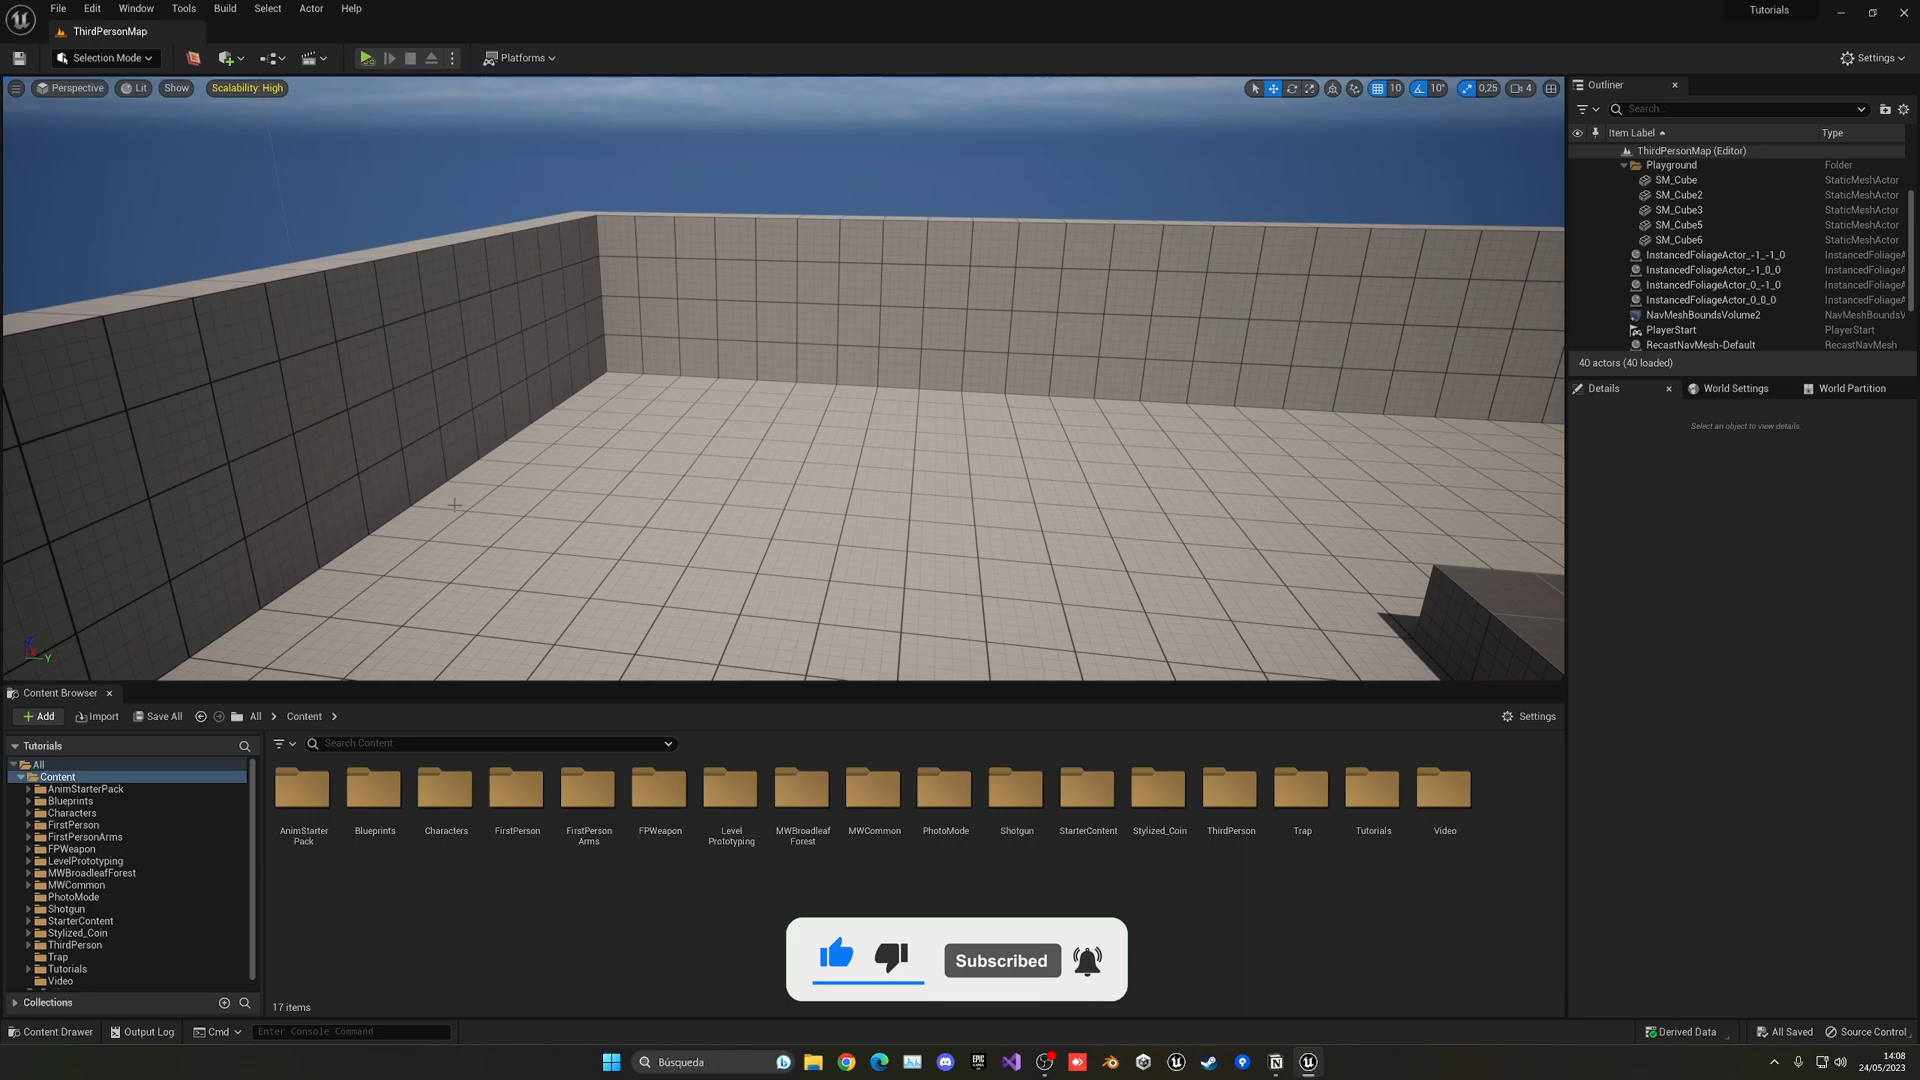 File Edit Window Tools Build Select Actor Help
Tutorials
ThirdPersonMap
Selection Mode
Platforms
Settings
Perspective Lit Show Scalability: High
10 10° 0,25 4
Outliner
Search...
Item Label Type
ThirdPersonMap (Editor)
Playground Folder
SM_Cube StaticMeshActor
SM_Cube2 StaticMeshActor
SM_Cube3 StaticMeshActor
SM_Cube5 StaticMeshActor
SM_Cube6 StaticMeshActor
InstancedFoliageActor_-1_-1_0 InstancedFoliageA
InstancedFoliageActor_-1_0_0 InstancedFoliageA
InstancedFoliageActor_0_-1_0 InstancedFoliageA
InstancedFoliageActor_0_0_0 InstancedFoliageA
NavMeshBoundsVolume2 NavMeshBoundsV
PlayerStart PlayerStart
RecastNavMesh-Default RecastNavMesh
40 actors (40 loaded)
Details World Settings World Partition
Select an object to view details.
Z
Y
Content Browser
Add Import Save All All Content Settings
Tutorials
Search Content
All
Content
AnimStarterPack
Blueprints
Characters
FirstPerson
FirstPersonArms
FPWeapon
LevelPrototyping
MWBroadleafForest
MWCommon
PhotoMode
Shotgun
StarterContent
Stylized_Coin
ThirdPerson
Trap
Tutorials
Video
Collections
AnimStarter Blueprints Characters FirstPerson FirstPerson FPWeapon Level MWBroadleaf MWCommon PhotoMode Shotgun StarterContent Stylized_Coin ThirdPerson Trap Tutorials Video
Pack Arms Prototyping Forest
Subscribed
17 items
Content Drawer Output Log Cmd Enter Console Command
Derived Data All Saved Source Control
Búsqueda
EPIC
14:08
24/05/2023